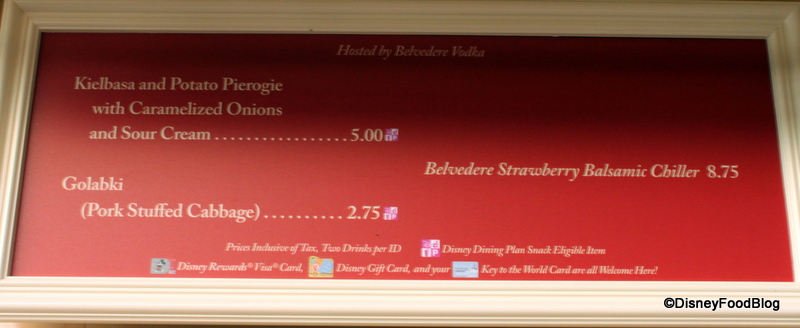 Hosted by Belvedere Vodka
Kielbasa and Potato Pierogie
with Caramelized Onions
and Sour Cream.....................5.00
Golabki
(Pork Stuffed Cabbage)..........2.75
Belvedere Strawberry Balsamic Chiller 8.75
Prices Inclusive of Tax, Two Drinks per ID Disney Dining Plan Snack Eligible Item
Disney Rewards® Visa® Card, Disney Gift Card, and your Key to the World Card are all Welcome Here!
©DisneyFoodBlog